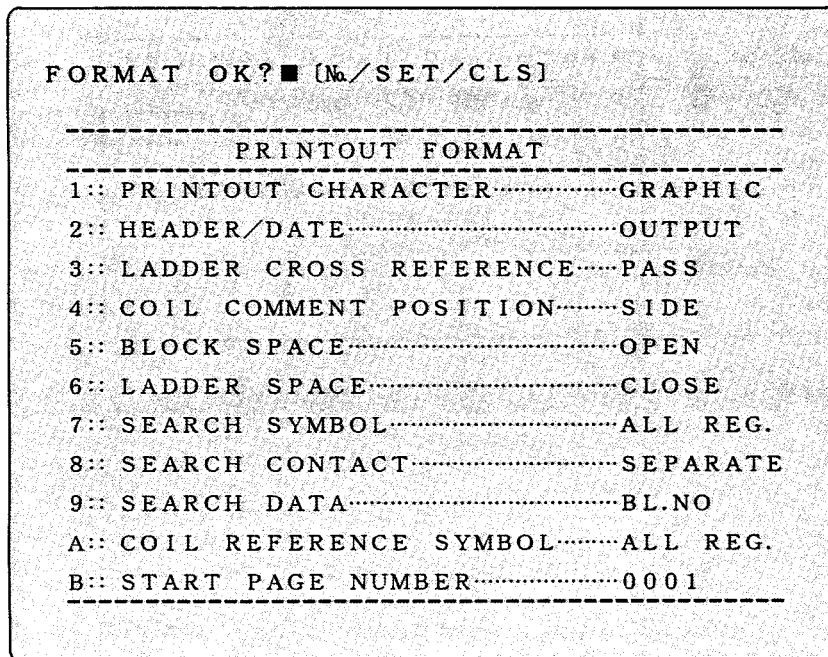 FORMAT OK?■ [№/SET/CLS]
PRINTOUT FORMAT
1:: PRINTOUT CHARACTER……………GRAPHIC
2:: HEADER/DATE……………………………OUTPUT
3:: LADDER CROSS REFERENCE……PASS
4:: COIL COMMENT POSITION………SIDE
5:: BLOCK SPACE……………………………OPEN
6:: LADDER SPACE…………………………CLOSE
7:: SEARCH SYMBOL………………………ALL REG.
8:: SEARCH CONTACT……………………SEPARATE
9:: SEARCH DATA……………………………BL.NO
A:: COIL REFERENCE SYMBOL………ALL REG.
B:: START PAGE NUMBER………………0001